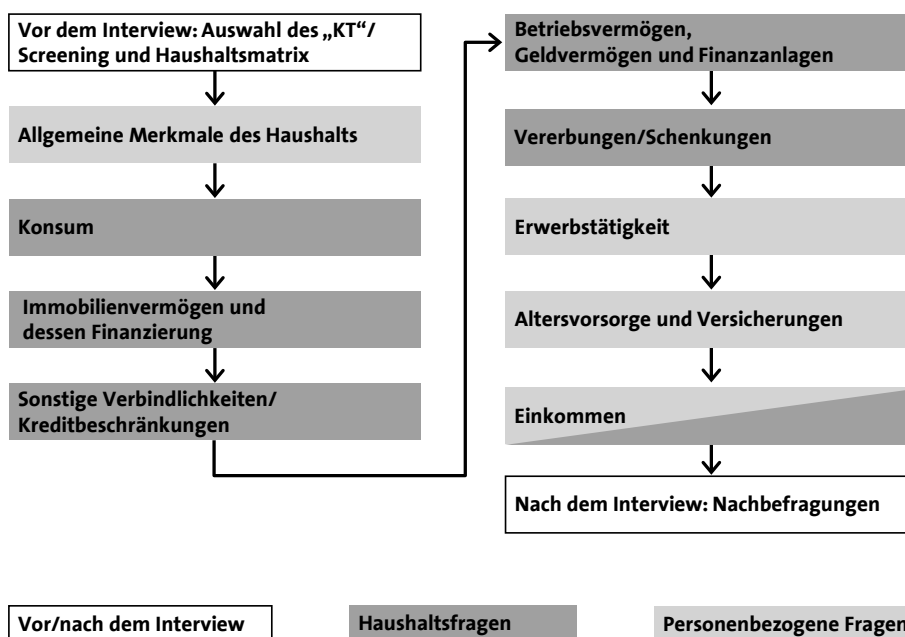 Vor dem Interview: Auswahl des „KT“/
Screening und Haushaltsmatrix
Allgemeine Merkmale des Haushalts
Konsum
Immobilienvermögen und
dessen Finanzierung
Sonstige Verbindlichkeiten/
Kreditbeschränkungen
Betriebsvermögen,
Geldvermögen und Finanzanlagen
Vererbungen/Schenkungen
Erwerbstätigkeit
Altersvorsorge und Versicherungen
Einkommen
Nach dem Interview: Nachbefragungen
Vor/nach dem Interview
Haushaltsfragen
Personenbezogene Fragen